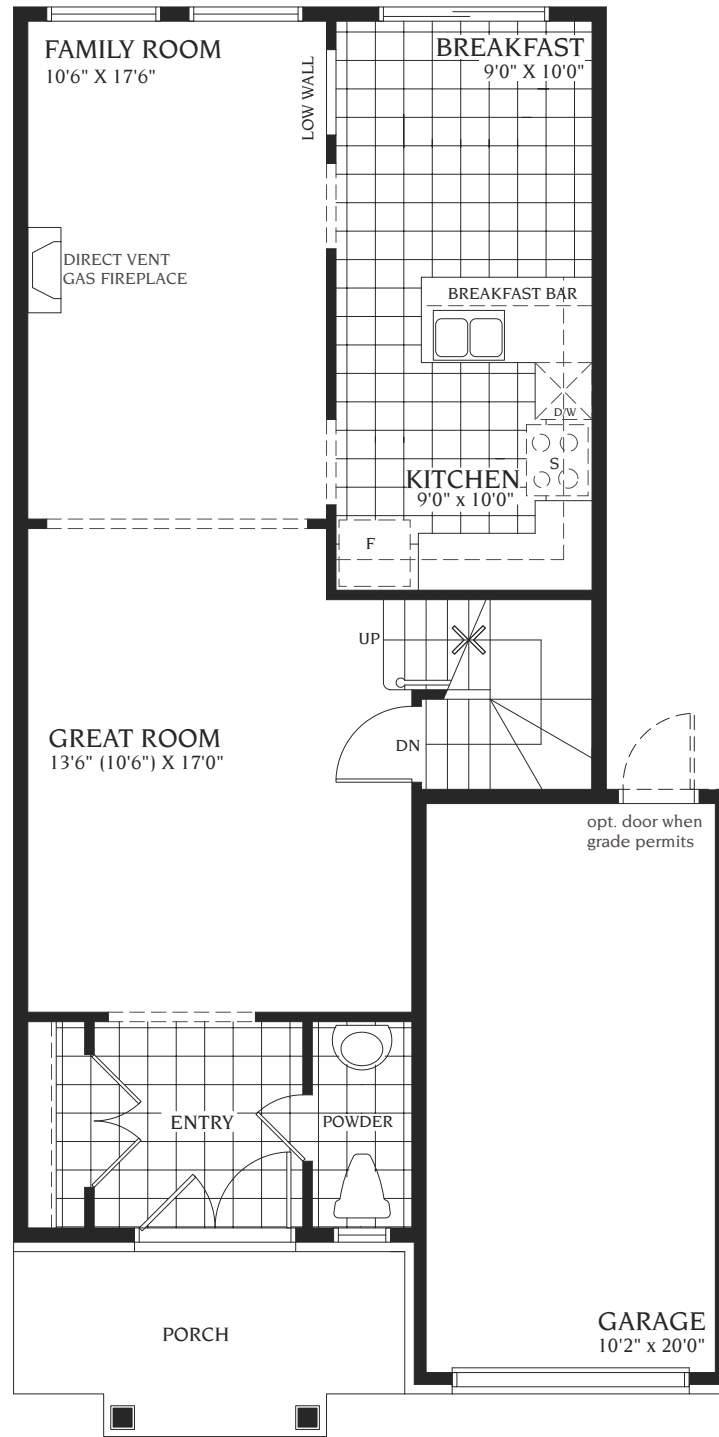 FAMILY ROOM
10'6" X 17'6"
LOW WALL
BREAKFAST
9'0" X 10'0"
DIRECT VENT
GAS FIREPLACE
BREAKFAST BAR
D/W
S
KITCHEN
9'0" x 10'0"
F
UP
DN
GREAT ROOM
13'6" (10'6") X 17'0"
opt. door when
grade permits
ENTRY
POWDER
PORCH
GARAGE
10'2" x 20'0"